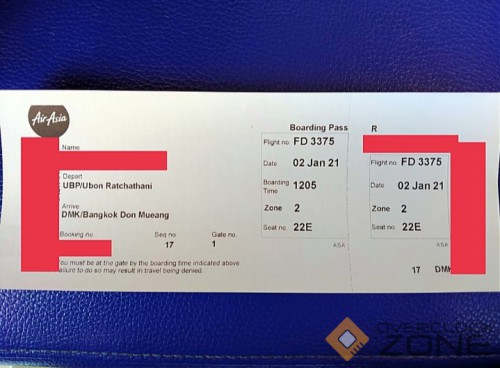 AirAsia
Boarding Pass
R
Name
Flight no. FD 3375
Flight no. FD 3375
Depart
UBP/Ubon Ratchathani
Date 02 Jan 21
Date 02 Jan 21
Boarding Time 1205
Arrive
DMK/Bangkok Don Mueang
Zone 2
Zone 2
Booking no. Seq no Gate no.
17 1
Seat no. 22E
Seat no. 22E
ASA
ASA
You must be at the gate by the boarding time indicated above.
Failure to do so may result in travel being denied.
17 DMK
OVERCLOCK
ZONE